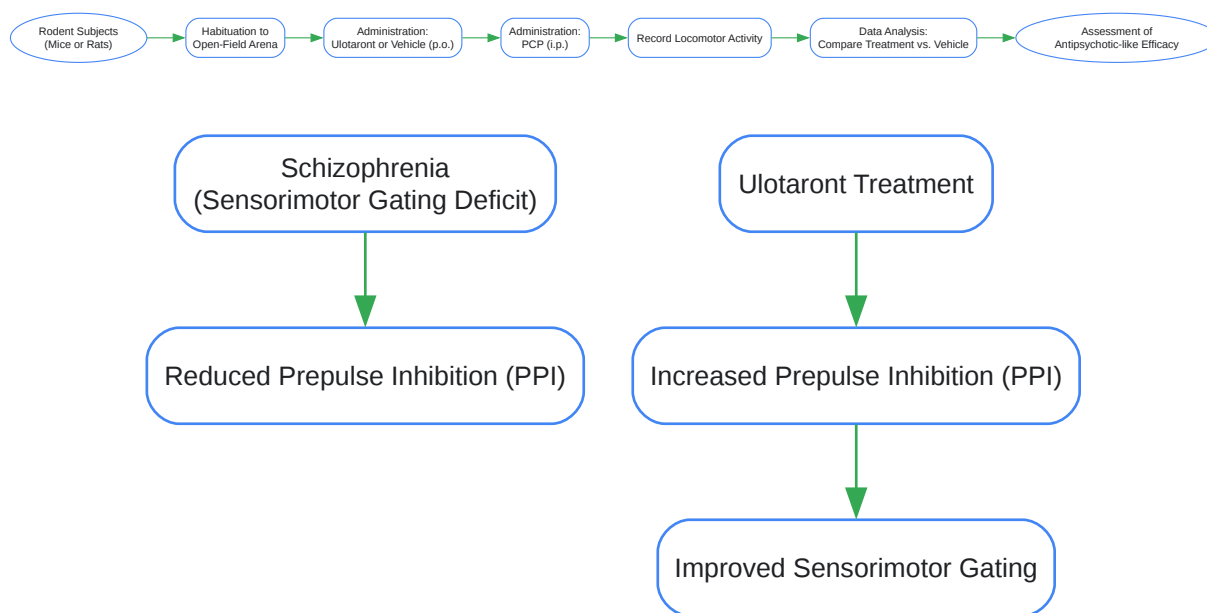 Rodent Subjects
(Mice or Rats)
Habituation to
Open-Field Arena
Administration:
Ulotaront or Vehicle (p.o.)
Administration:
PCP (i.p.)
Record Locomotor Activity
Data Analysis:
Compare Treatment vs. Vehicle
Assessment of
Antipsychotic-like Efficacy
Schizophrenia
(Sensorimotor Gating Deficit)
Reduced Prepulse Inhibition (PPI)
Ulotaront Treatment
Increased Prepulse Inhibition (PPI)
Improved Sensorimotor Gating